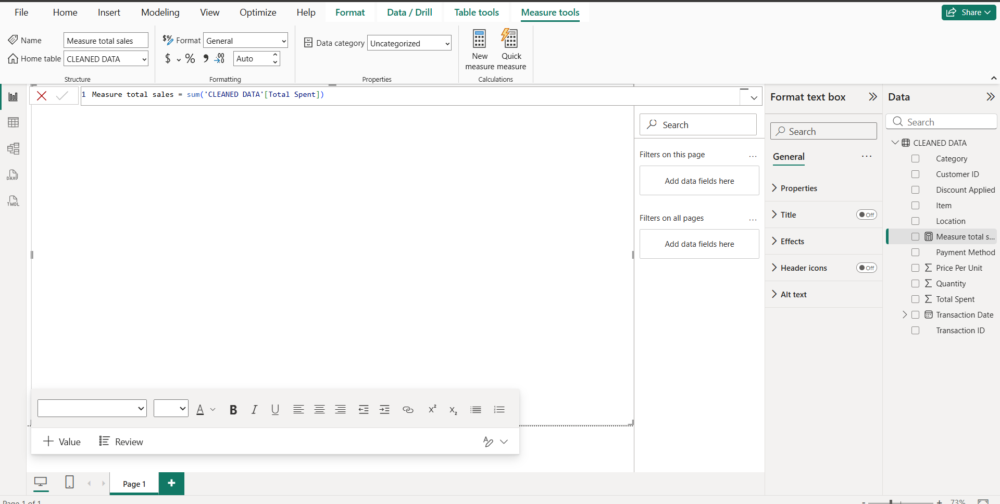 File Home Insert Modeling View Optimize Help Format Data / Drill Table tools Measure tools Share
Name Measure total sales
Home table CLEANED DATA
Structure
$% Format General
$ % , .00 Auto
Formatting
Data category Uncategorized
Properties
New measure
Quick measure
Calculations
1 Measure total sales = sum('CLEANED DATA'[Total Spent])
DAX
TMDL
Search
Filters on this page ...
Add data fields here
Filters on all pages ...
Add data fields here
Format text box
Search
General ...
Properties
Title Off
Effects
Header icons Off
Alt text
Data
Search
CLEANED DATA
Category
Customer ID
Discount Applied
Item
Location
Measure total s...
Payment Method
Σ Price Per Unit
Σ Quantity
Σ Total Spent
Transaction Date
Transaction ID
A B I U x² x₂
+ Value Review
Page 1 +
Page 1 of 1
- + 73%